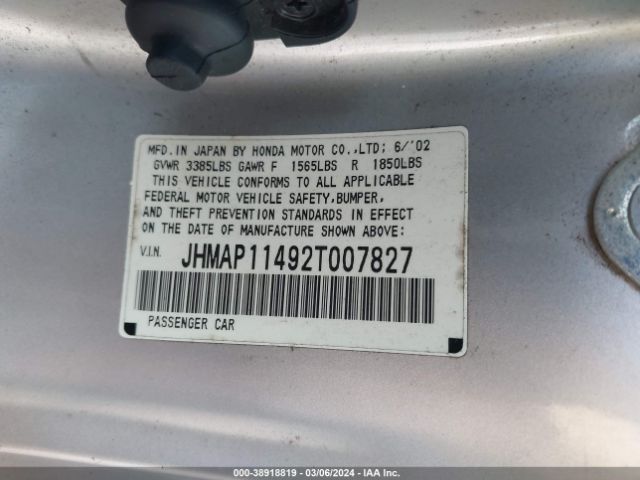 MFD. IN JAPAN BY HONDA MOTOR CO.,LTD; 6/'02
GVWR 3385LBS GAWR F 1565LBS R 1850LBS
THIS VEHICLE CONFORMS TO ALL APPLICABLE
FEDERAL MOTOR VEHICLE SAFETY,BUMPER,
AND THEFT PREVENTION STANDARDS IN EFFECT
ON THE DATE OF MANUFACTURE SHOWN ABOVE:
V.I.N. JHMAP11492T007827
PASSENGER CAR
000-38918819 - 03/06/2024 - IAA Inc.